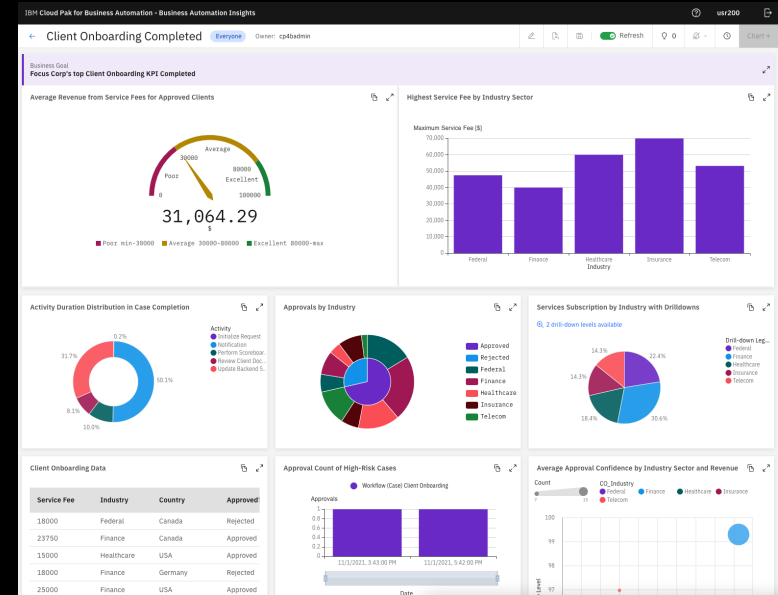 IBM Cloud Pak for Business Automation - Business Automation Insights
usr200
Client Onboarding Completed
Everyone
Owner: cp4badmin
Refresh
0
Chart +
Business Goal
Focus Corp's top Client Onboarding KPI Completed
Average Revenue from Service Fees for Approved Clients
Average
30000
80000
Poor
Excellent
0
100000
31,064.29
$
Poor min-30000
Average 30000-80000
Excellent 80000-max
Highest Service Fee by Industry Sector
Maximum Service Fee [$]
70,000
60,000
50,000
40,000
30,000
20,000
10,000
0
Federal
Finance
Healthcare
Insurance
Telecom
Industry
Activity Duration Distribution in Case Completion
0.2%
31.7%
50.1%
8.1%
10.0%
Activity
Initialize Request
Notification
Perform Scoreboar...
Review Client Doc...
Update Backend S...
Approvals by Industry
Approved
Rejected
Federal
Finance
Healthcare
Insurance
Telecom
Services Subscription by Industry with Drilldowns
2 drill-down levels available
14.3%
22.4%
14.3%
18.4%
30.6%
Drill-down Leg...
Federal
Finance
Healthcare
Insurance
Telecom
Client Onboarding Data
Service Fee Industry Country Approved?
18000 Federal Canada Rejected
23750 Finance Canada Approved
15000 Healthcare USA Approved
18000 Finance Germany Rejected
25000 Finance USA Approved
Approval Count of High-Risk Cases
Workflow (Case) Client Onboarding
Approvals
1
0.8
0.6
0.4
0.2
0
11/1/2021, 3:43:00 PM
11/1/2021, 5:42:00 PM
Date
Average Approval Confidence by Industry Sector and Revenue
Count
CO_Industry
Federal
Finance
Healthcare
Insurance
Telecom
100
99
98
97
Level